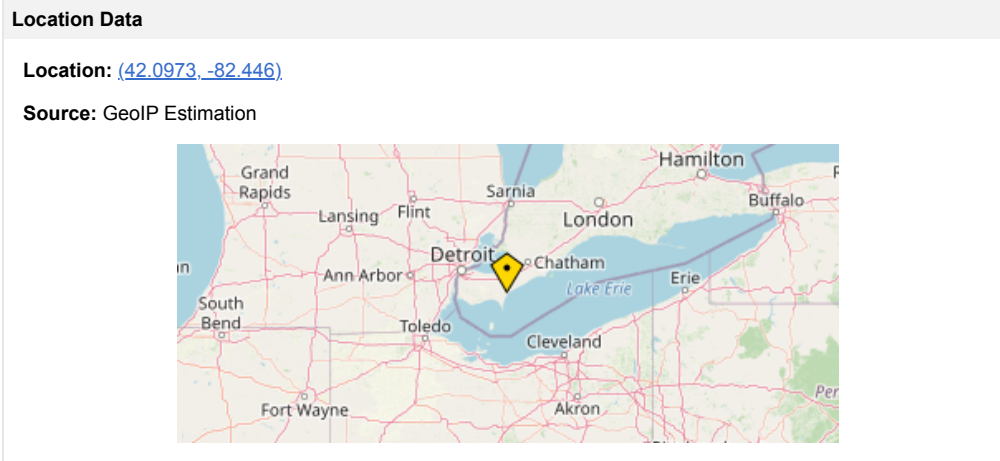 Location Data
Location: (42.0973, -82.446)
Source: GeoIP Estimation
Hamilton
Grand
Rapids
Sarnia
Buffalo
Lansing
Flint
London
Detroit
Chatham
Ann Arbor
Erie
Lake Erie
South
Bend
Toledo
Cleveland
Fort Wayne
Akron